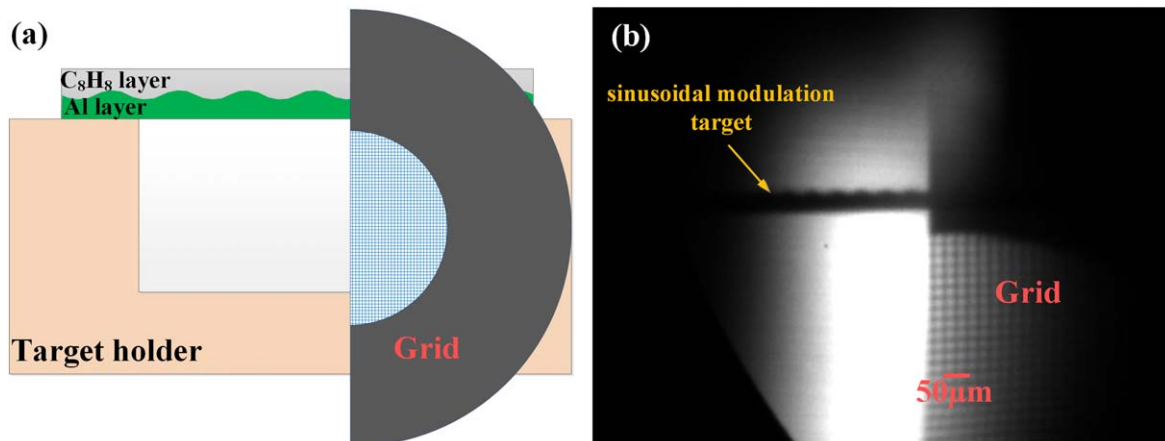 (a)
C₈H₈ layer
Al layer
Target holder
Grid
(b)
sinusoidal modulation
target
Grid
50μm